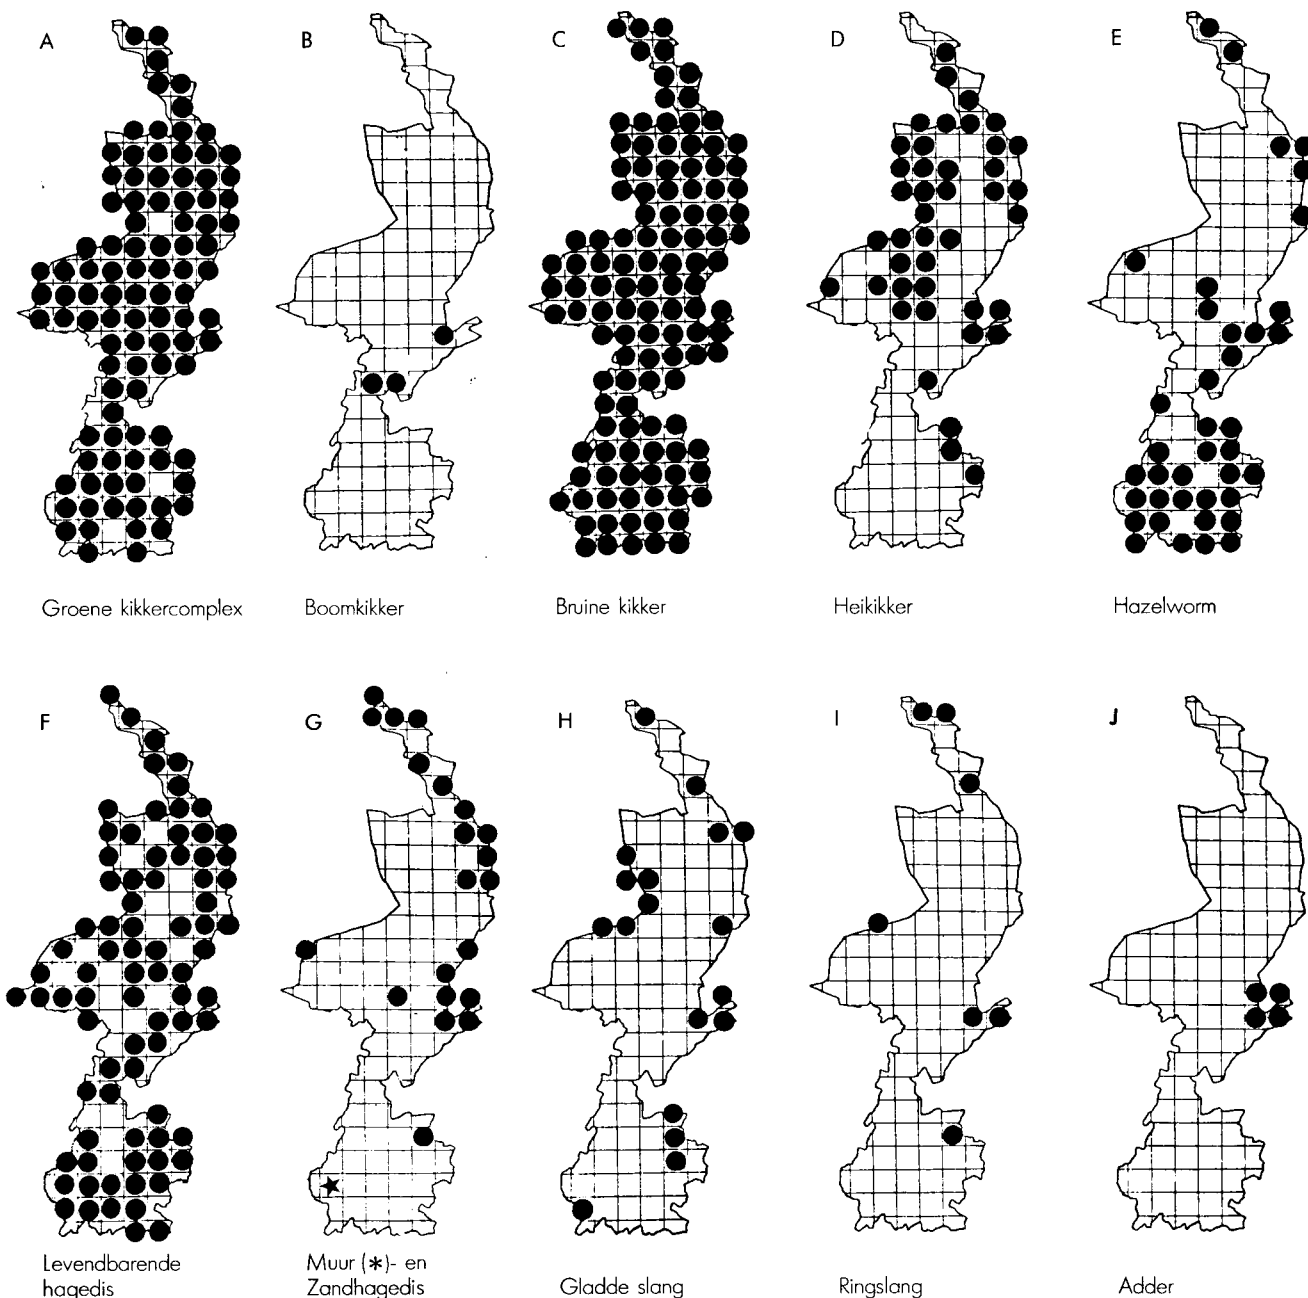 A
B
C
D
E
Groene kikkercomplex
Boomkikker
Bruine kikker
Heikikker
Hazelworm
F
G
H
I
J
Levendbarende
hagedis
Muur (*)- en
Zandhagedis
Gladde slang
Ringslang
Adder